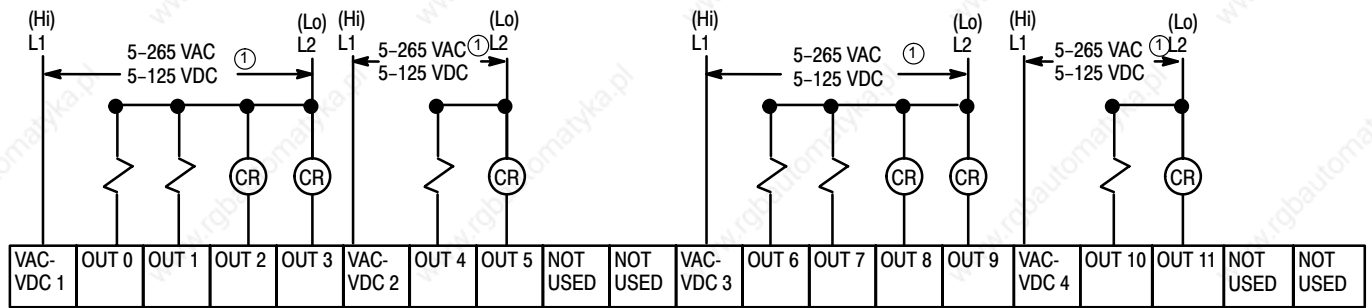 (Hi)
L1
5–265 VAC ①
5–125 VDC
(Lo)
L2
(Hi)
L1
5–265 VAC ①
5–125 VDC
(Lo)
L2
(Hi)
L1
5–265 VAC ①
5–125 VDC
(Lo)
L2
(Hi)
L1
5–265 VAC ①
5–125 VDC
(Lo)
L2
CR
CR
CR
CR
CR
CR
VAC-
VDC 1
OUT 0
OUT 1
OUT 2
OUT 3
VAC-
VDC 2
OUT 4
OUT 5
NOT
USED
NOT
USED
VAC-
VDC 3
OUT 6
OUT 7
OUT 8
OUT 9
VAC-
VDC 4
OUT 10
OUT 11
NOT
USED
NOT
USED
www.rgbautomatyka.pl